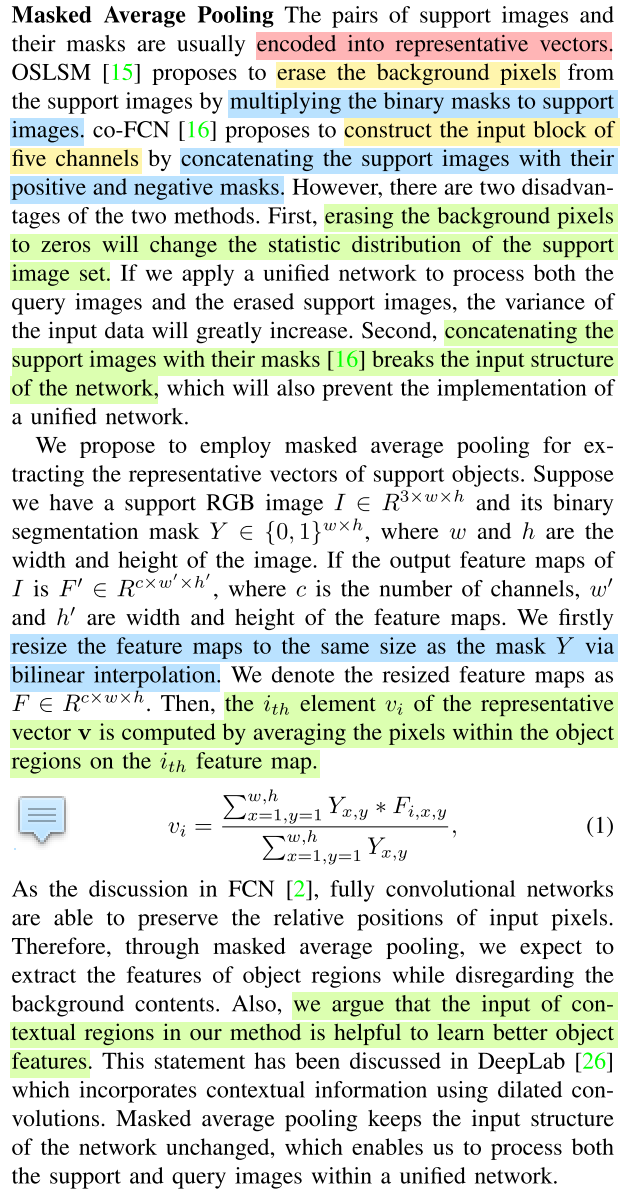 Masked Average Pooling The pairs of support images and
their masks are usually encoded into representative vectors.
OSLSM [15] proposes to erase the background pixels from
the support images by multiplying the binary masks to support
images. co-FCN [16] proposes to construct the input block of
five channels by concatenating the support images with their
positive and negative masks. However, there are two disadvan-
tages of the two methods. First, erasing the background pixels
to zeros will change the statistic distribution of the support
image set. If we apply a unified network to process both the
query images and the erased support images, the variance of
the input data will greatly increase. Second, concatenating the
support images with their masks [16] breaks the input structure
of the network, which will also prevent the implementation of
a unified network.
We propose to employ masked average pooling for ex-
tracting the representative vectors of support objects. Suppose
we have a support RGB image $I \in R^{3 \times w \times h}$ and its binary
segmentation mask $Y \in \{0, 1\}^{w \times h}$, where $w$ and $h$ are the
width and height of the image. If the output feature maps of
$I$ is $F' \in R^{c \times w' \times h'}$, where $c$ is the number of channels, $w'$
and $h'$ are width and height of the feature maps. We firstly
resize the feature maps to the same size as the mask $Y$ via
bilinear interpolation. We denote the resized feature maps as
$F \in R^{c \times w \times h}$. Then, the $i_{th}$ element $v_i$ of the representative
vector $\mathbf{v}$ is computed by averaging the pixels within the object
regions on the $i_{th}$ feature map.
$v_i = \frac{\sum_{x=1,y=1}^{w,h} Y_{x,y} * F_{i,x,y}}{\sum_{x=1,y=1}^{w,h} Y_{x,y}},$ (1)
As the discussion in FCN [2], fully convolutional networks
are able to preserve the relative positions of input pixels.
Therefore, through masked average pooling, we expect to
extract the features of object regions while disregarding the
background contents. Also, we argue that the input of con-
textual regions in our method is helpful to learn better object
features. This statement has been discussed in DeepLab [26]
which incorporates contextual information using dilated con-
volutions. Masked average pooling keeps the input structure
of the network unchanged, which enables us to process both
the support and query images within a unified network.